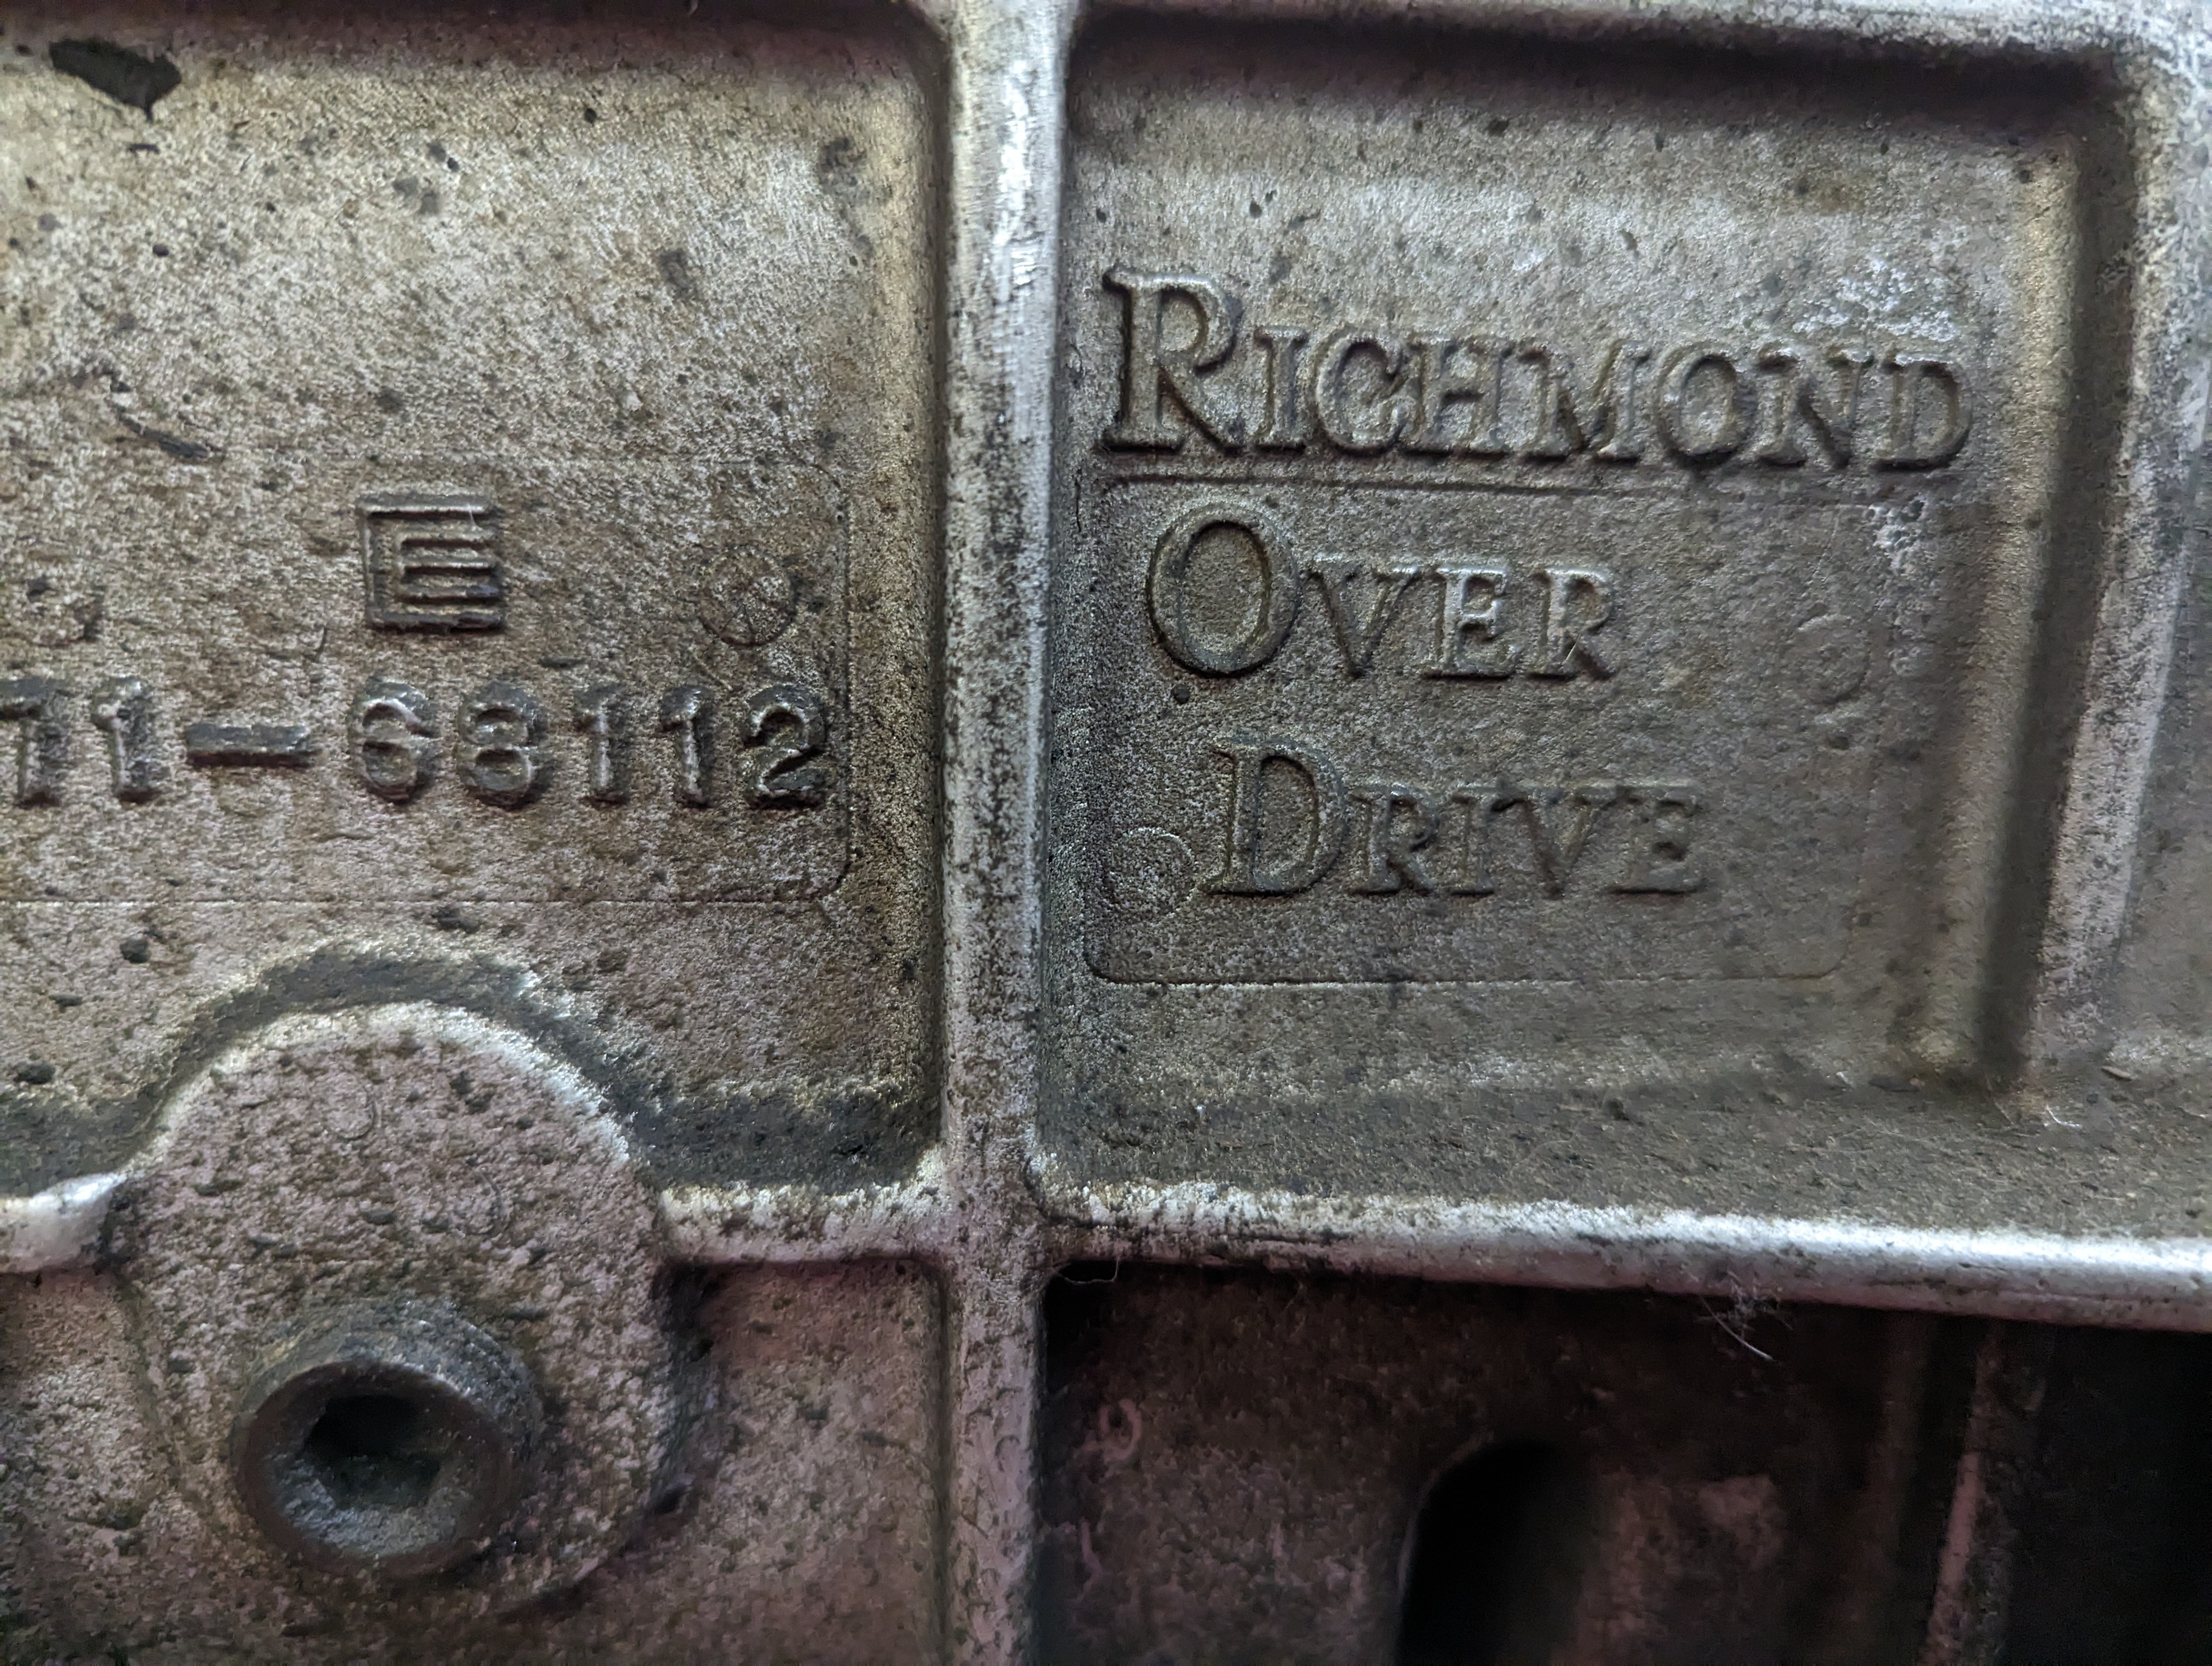 E
71-68112
RICHMOND
OVER
DRIVE